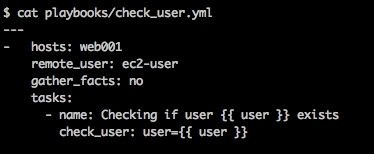 $ cat playbooks/check_user.yml
---
-   hosts: web001
    remote_user: ec2-user
    gather_facts: no
    tasks:
      - name: Checking if user {{ user }} exists
        check_user: user={{ user }}